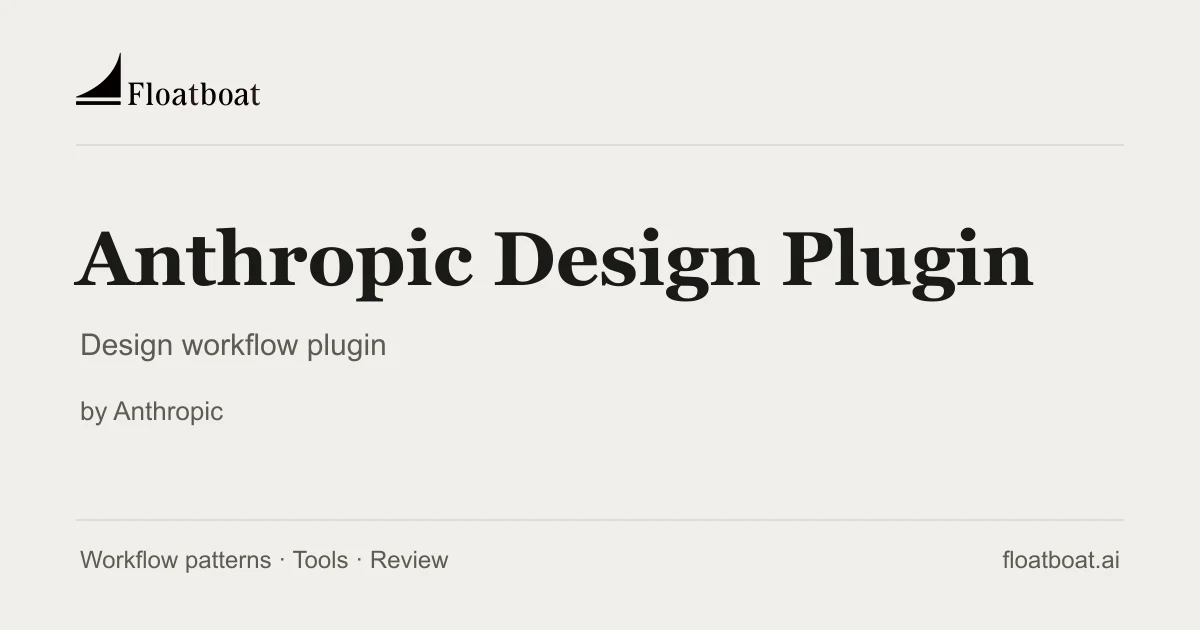 Floatboat
Anthropic Design Plugin
Design workflow plugin
by Anthropic
Workflow patterns · Tools · Review
floatboat.ai